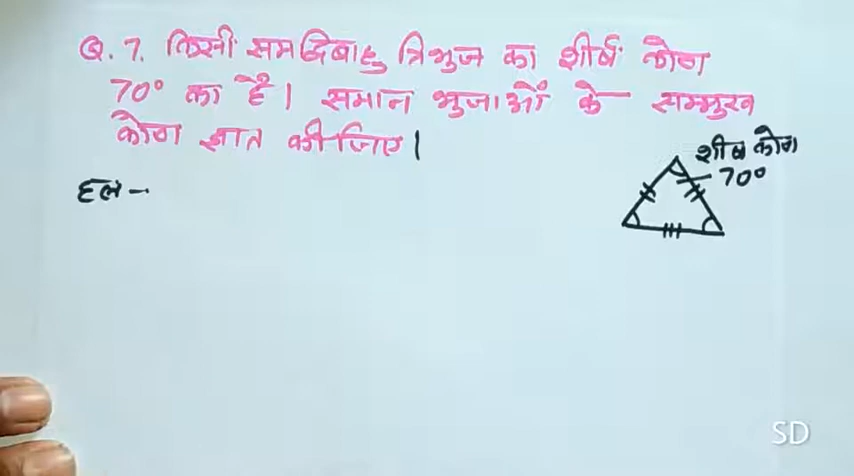 Q. 7. किसी समद्विबाहु त्रिभुज का शीर्ष कोण
70° का है। समान भुजाओं के सम्मुख
कोण ज्ञात कीजिए।
शीर्ष कोण
70°
हल -
SD